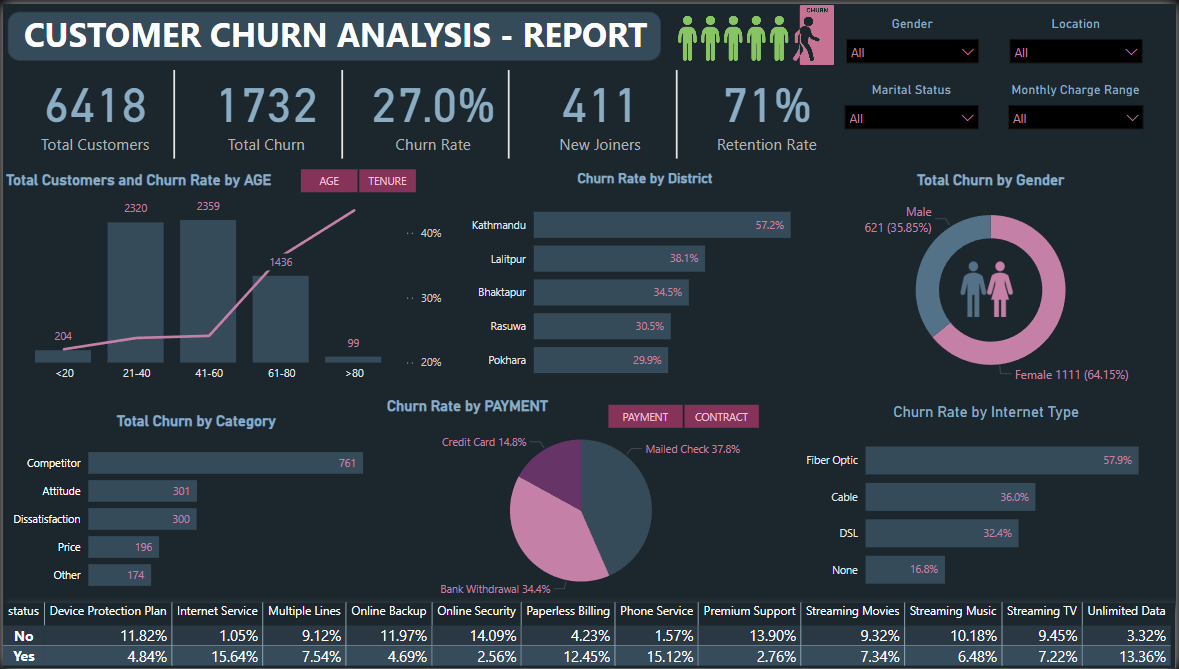 CUSTOMER CHURN ANALYSIS - REPORT
CHURN
Gender
All
Location
All
Marital Status
All
Monthly Charge Range
All
6418
Total Customers
1732
Total Churn
27.0%
Churn Rate
411
New Joiners
71%
Retention Rate
Total Customers and Churn Rate by AGE
AGE
TENURE
204
2320
2359
1436
99
40%
30%
20%
<20
21-40
41-60
61-80
>80
Churn Rate by District
Kathmandu 57.2%
Lalitpur 38.1%
Bhaktapur 34.5%
Rasuwa 30.5%
Pokhara 29.9%
Total Churn by Gender
Male
621 (35.85%)
Female 1111 (64.15%)
Total Churn by Category
Competitor 761
Attitude 301
Dissatisfaction 300
Price 196
Other 174
Churn Rate by PAYMENT
PAYMENT
CONTRACT
Credit Card 14.8%
Mailed Check 37.8%
Bank Withdrawal 34.4%
Churn Rate by Internet Type
Fiber Optic 57.9%
Cable 36.0%
DSL 32.4%
None 16.8%
status Device Protection Plan Internet Service Multiple Lines Online Backup Online Security Paperless Billing Phone Service Premium Support Streaming Movies Streaming Music Streaming TV Unlimited Data
No 11.82% 1.05% 9.12% 11.97% 14.09% 4.23% 1.57% 13.90% 9.32% 10.18% 9.45% 3.32%
Yes 4.84% 15.64% 7.54% 4.69% 2.56% 12.45% 15.12% 2.76% 7.34% 6.48% 7.22% 13.36%